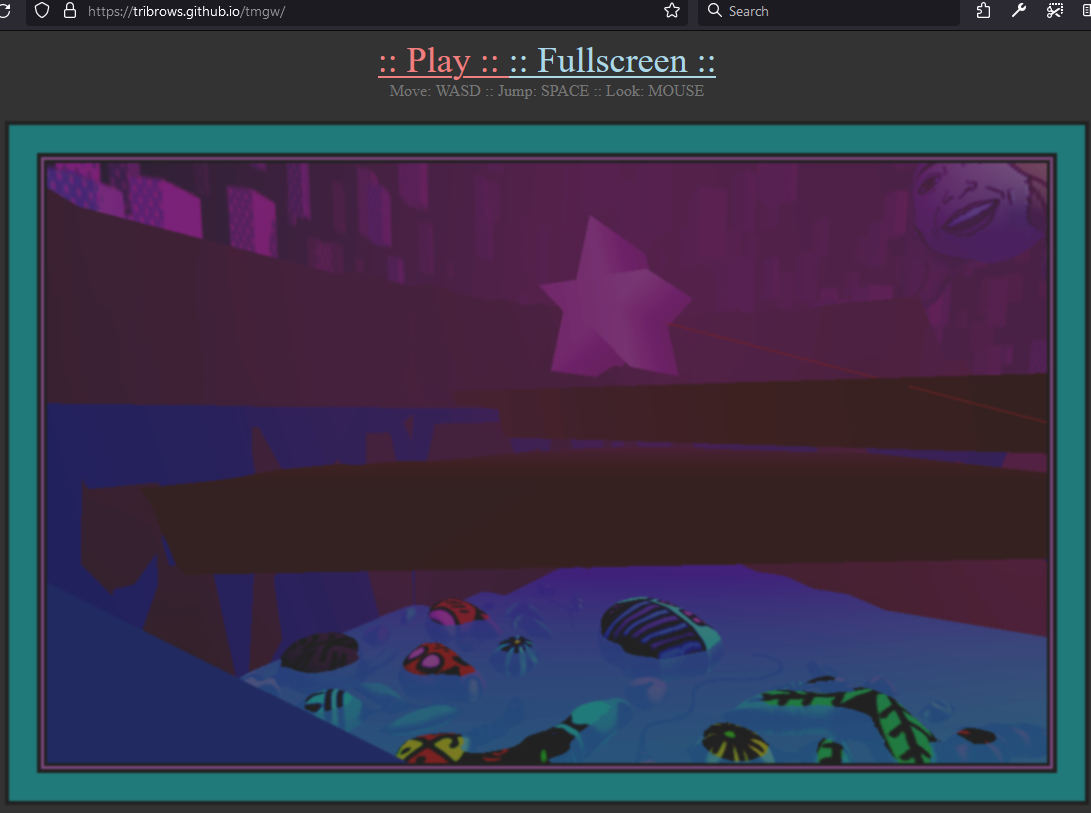 https://tribrows.github.io/tmgw/
Search
:: Play :: :: Fullscreen ::
Move: WASD :: Jump: SPACE :: Look: MOUSE